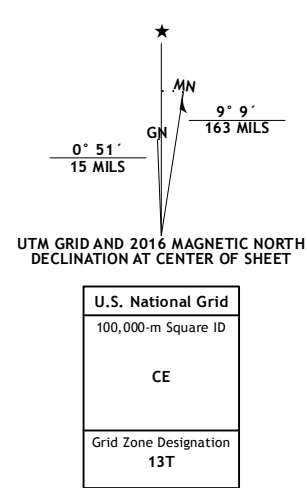 ★
MN
9° 9´
163 MILS
GN
0° 51´
15 MILS
UTM GRID AND 2016 MAGNETIC NORTH
DECLINATION AT CENTER OF SHEET
U.S. National Grid
100,000-m Square ID
CE
Grid Zone Designation
13T